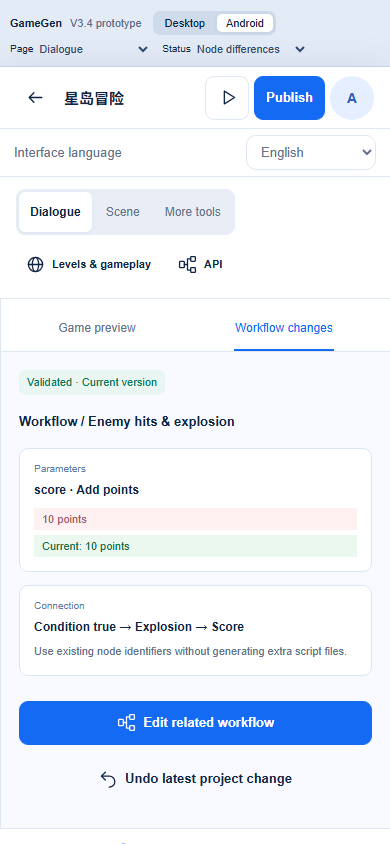 GameGen V3.4 prototype Desktop Android
Page Dialogue Status Node differences
星岛冒险 Publish A
Interface language English
Dialogue Scene More tools
Levels & gameplay API
Game preview Workflow changes
Validated · Current version
Workflow / Enemy hits & explosion
Parameters
score · Add points
10 points
Current: 10 points
Connection
Condition true → Explosion → Score
Use existing node identifiers without generating extra script files.
Edit related workflow
Undo latest project change